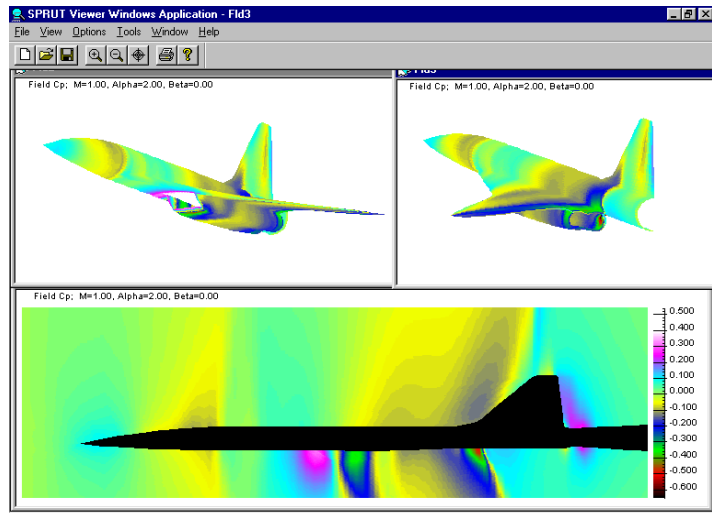 SPRUT Viewer Windows Application - Fld3
File View Options Tools Window Help
Fld3
Field Cp; M=1.00, Alpha=2.00, Beta=0.00
Field Cp; M=1.00, Alpha=2.00, Beta=0.00
Field Cp; M=1.00, Alpha=2.00, Beta=0.00
0.500
0.400
0.300
0.200
0.100
0.000
-0.100
-0.200
-0.300
-0.400
-0.500
-0.600